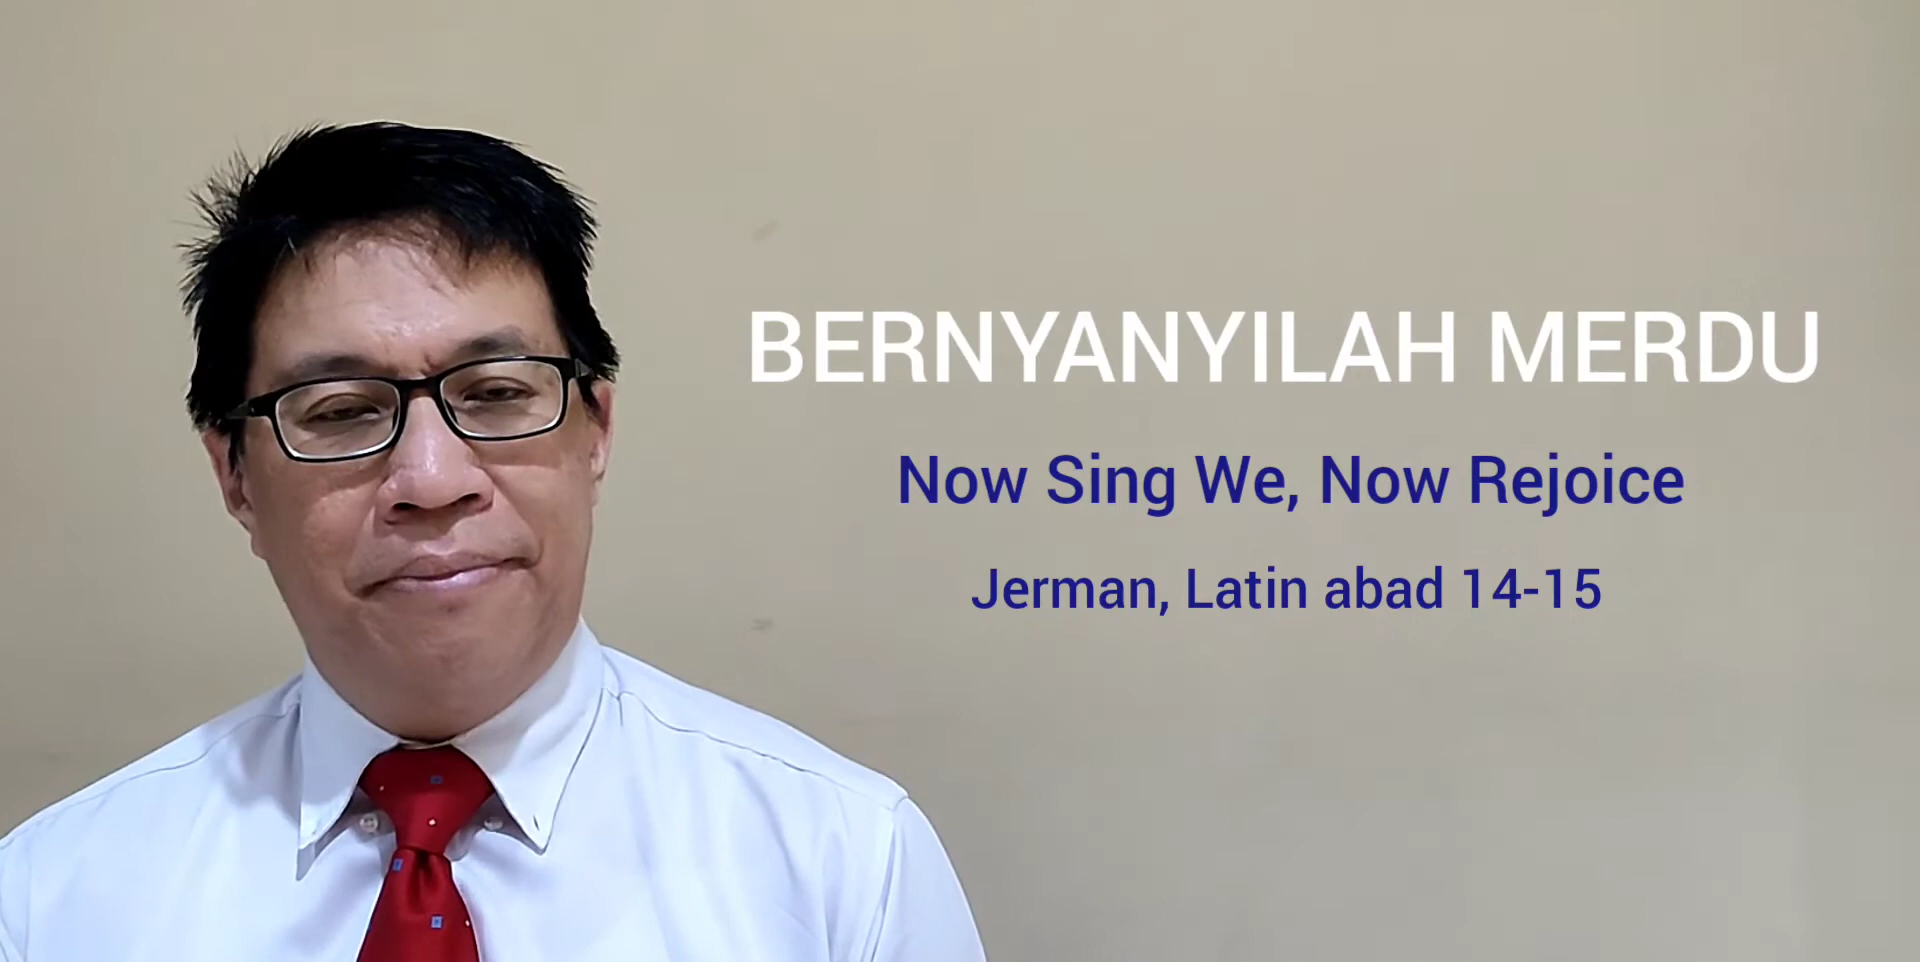 BERNYANYILAH MERDU
Now Sing We, Now Rejoice
Jerman, Latin abad 14-15